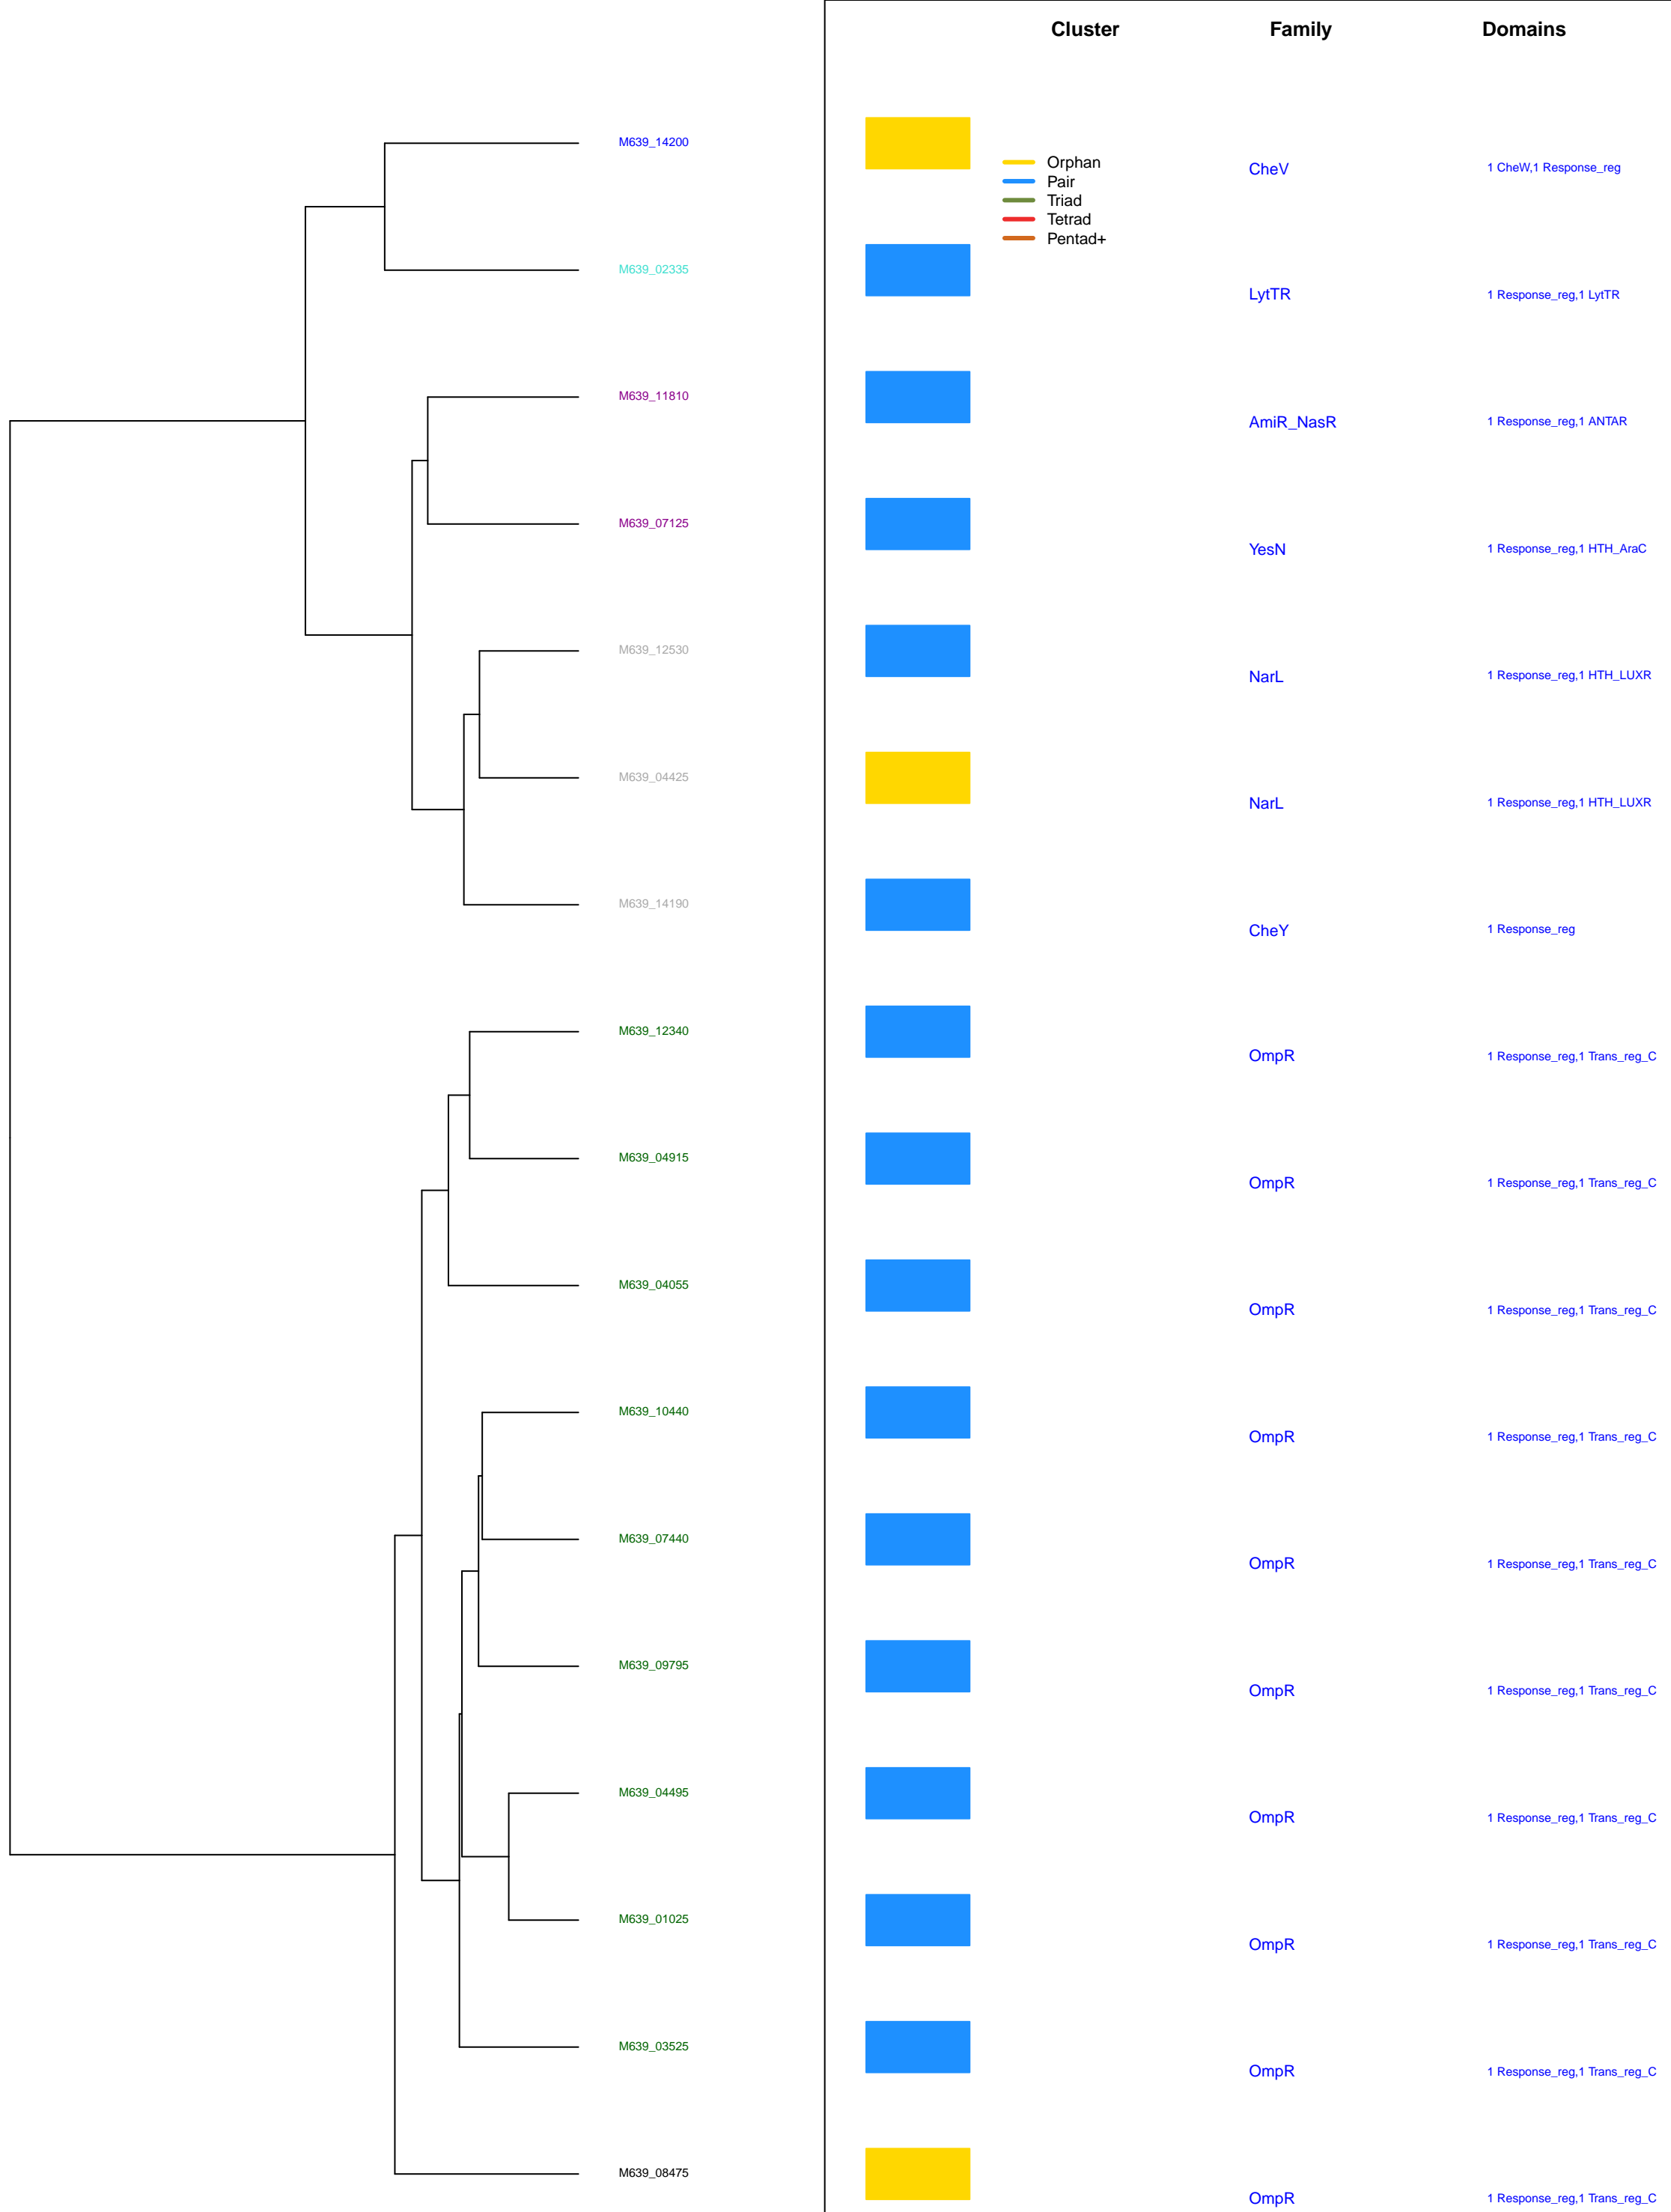 Cluster Family Domains
M639_14200
Orphan
CheV 1 CheW,1 Response_reg
Pair
Triad
Tetrad
Pentad+
M639_02335
LytTR 1 Response_reg,1 LytTR
M639_11810
AmiR_NasR 1 Response_reg,1 ANTAR
M639_07125
YesN 1 Response_reg,1 HTH_AraC
M639_12530
NarL 1 Response_reg,1 HTH_LUXR
M639_04425
NarL 1 Response_reg,1 HTH_LUXR
M639_14190
CheY 1 Response_reg
M639_12340
OmpR 1 Response_reg,1 Trans_reg_C
M639_04915
OmpR 1 Response_reg,1 Trans_reg_C
M639_04055
OmpR 1 Response_reg,1 Trans_reg_C
M639_10440
OmpR 1 Response_reg,1 Trans_reg_C
M639_07440
OmpR 1 Response_reg,1 Trans_reg_C
M639_09795
OmpR 1 Response_reg,1 Trans_reg_C
M639_04495
OmpR 1 Response_reg,1 Trans_reg_C
M639_01025
OmpR 1 Response_reg,1 Trans_reg_C
M639_03525
OmpR 1 Response_reg,1 Trans_reg_C
M639_08475
OmpR 1 Response_reg,1 Trans_reg_C